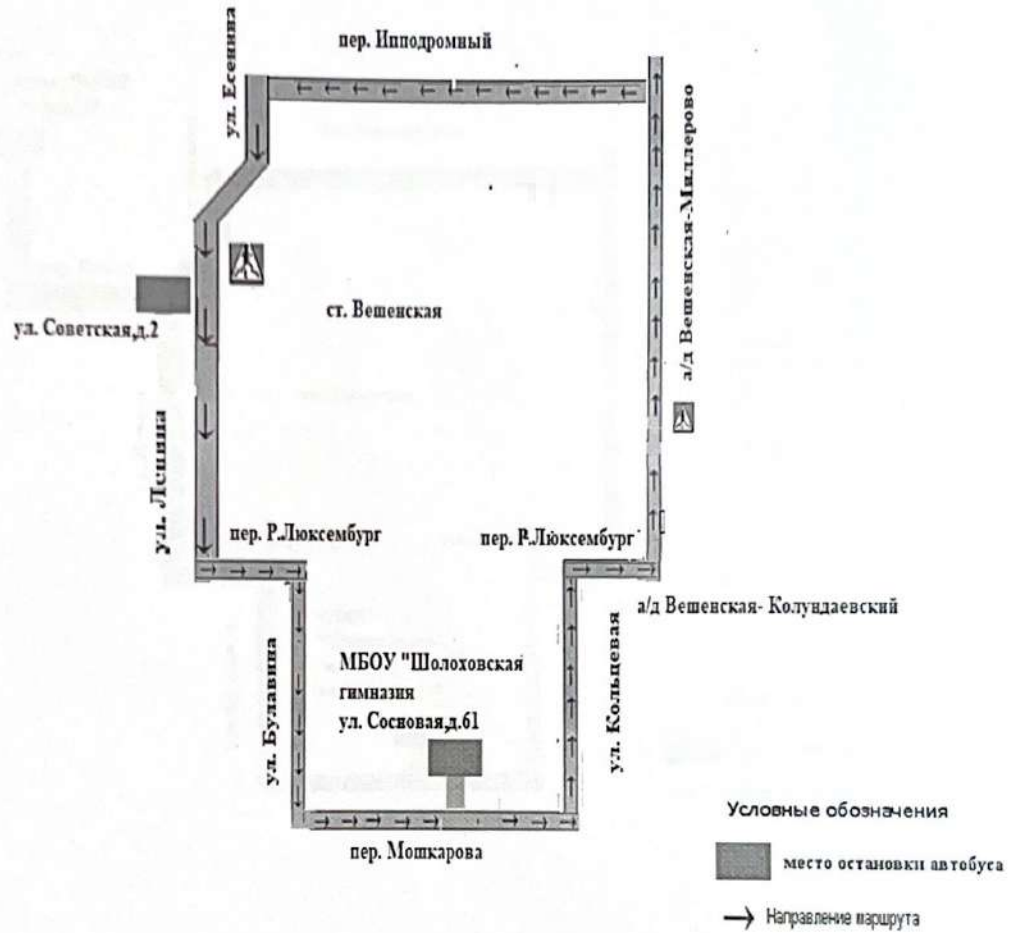 ул. Есенина
пер. Ипподромный
а/д Вешенская-Миллерово
ст. Вешенская
ул. Советская,д.2
ул. Ленина
пер. Р.Люксембург
пер. Р.Люксембург
а/д Вешенская- Колундаевский
МБОУ "Шолоховская
гимназия
ул. Сосновая,д.61
ул. Булавина
ул. Кольцевая
пер. Мошкарова
Условные обозначения
место остановки автобуса
Направление маршрута